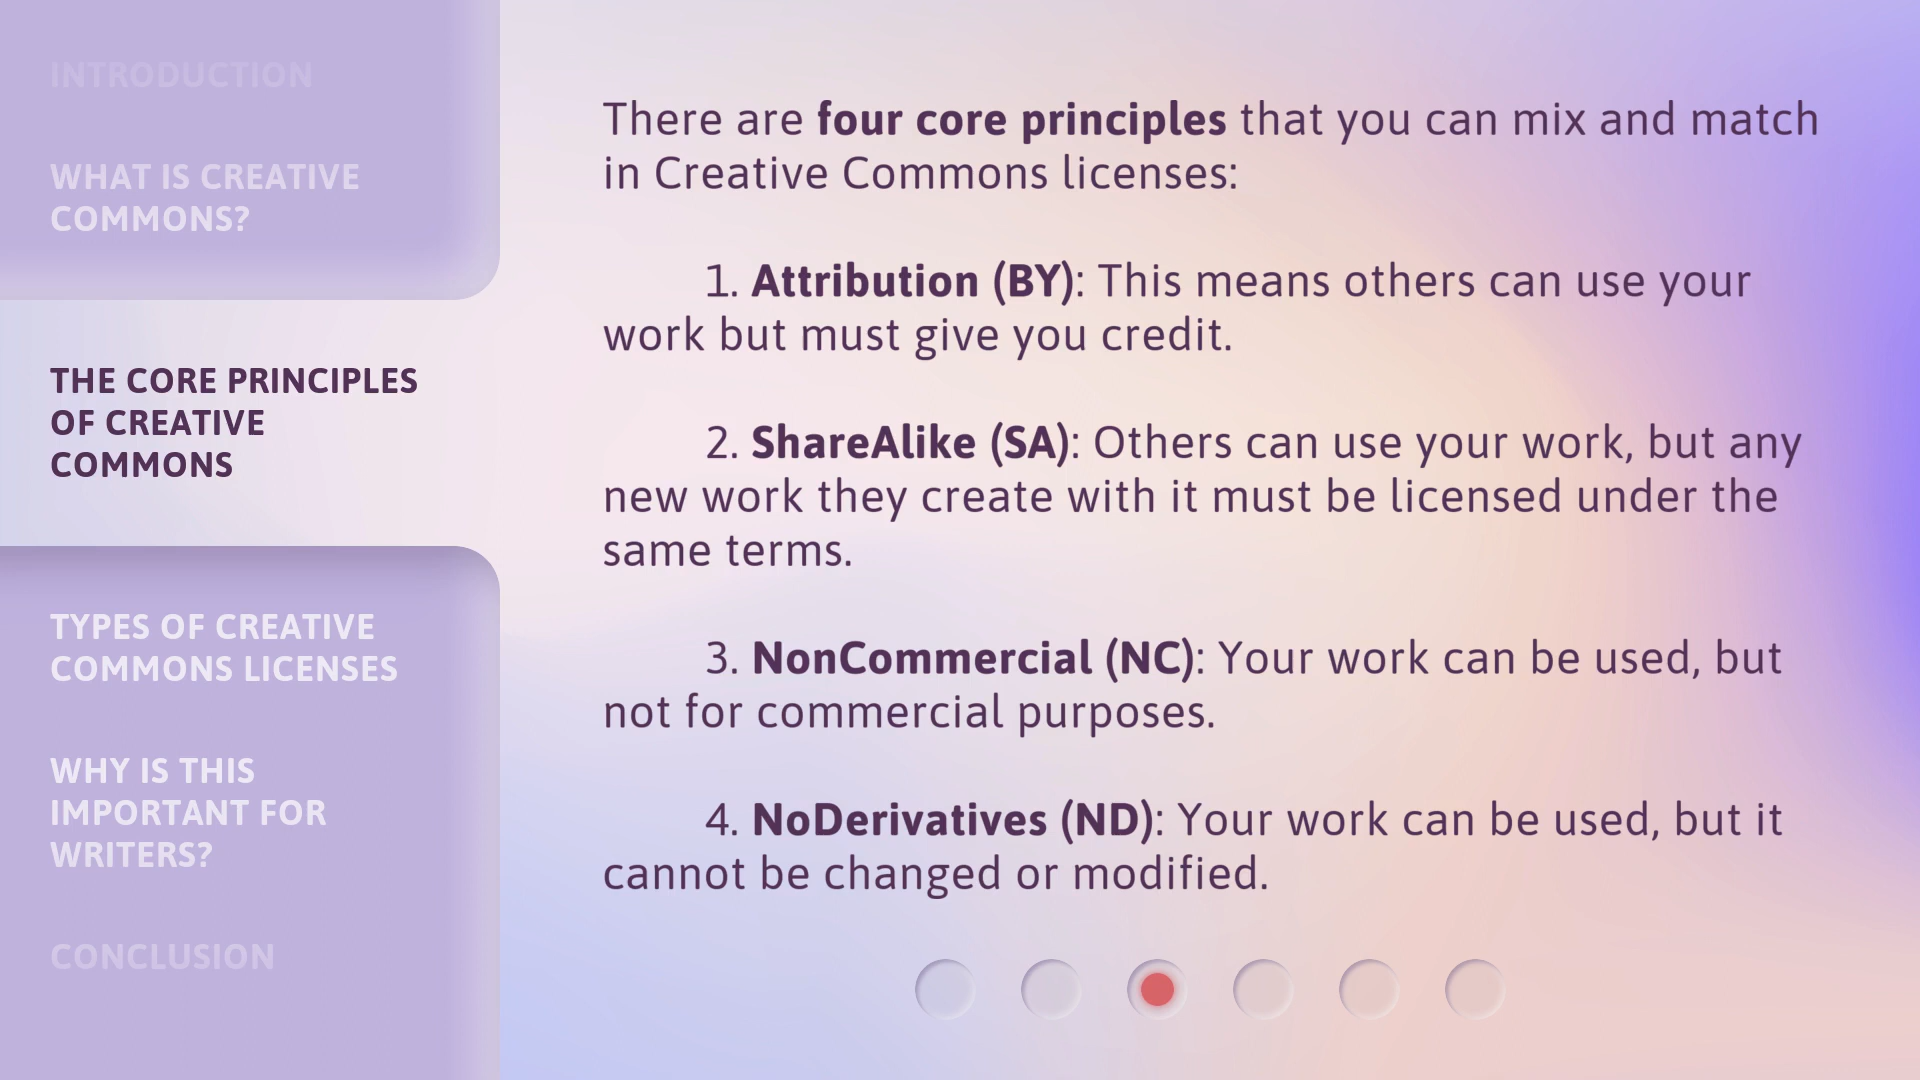 INTRODUCTION
WHAT IS CREATIVE
COMMONS?
THE CORE PRINCIPLES
OF CREATIVE
COMMONS
TYPES OF CREATIVE
COMMONS LICENSES
WHY IS THIS
IMPORTANT FOR
WRITERS?
CONCLUSION
There are four core principles that you can mix and match
in Creative Commons licenses:
1. Attribution (BY): This means others can use your
work but must give you credit.
2. ShareAlike (SA): Others can use your work, but any
new work they create with it must be licensed under the
same terms.
3. NonCommercial (NC): Your work can be used, but
not for commercial purposes.
4. NoDerivatives (ND): Your work can be used, but it
cannot be changed or modified.